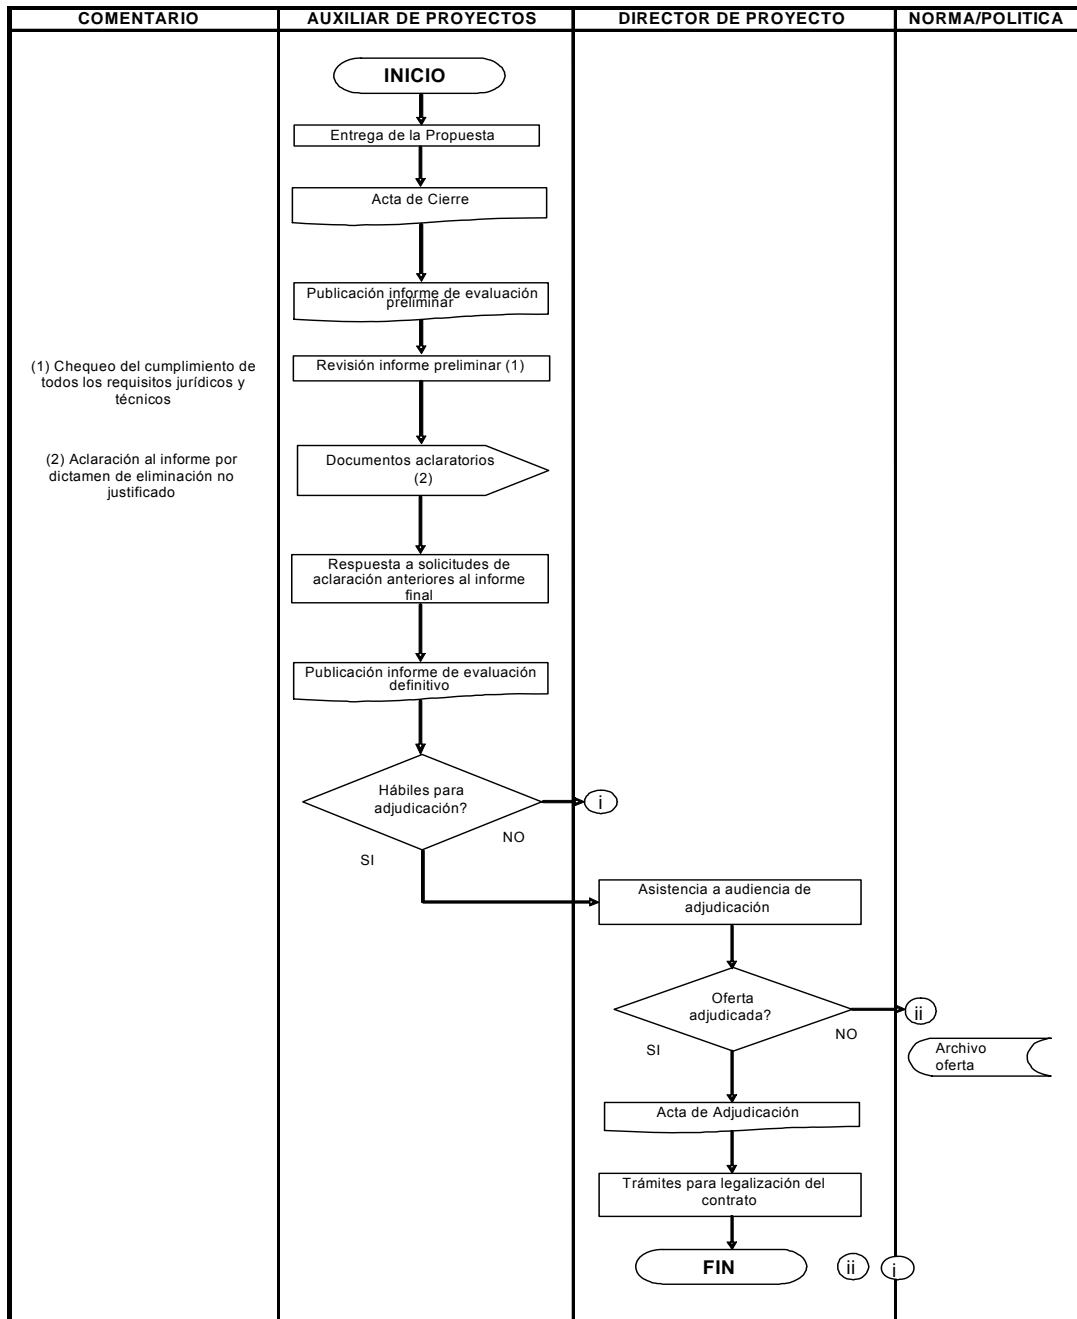 COMENTARIO
AUXILIAR DE PROYECTOS
DIRECTOR DE PROYECTO
NORMA/POLITICA
INICIO
Entrega de la Propuesta
Acta de Cierre
Publicación informe de evaluación
preliminar
(1) Chequeo del cumplimiento de
todos los requisitos jurídicos y
técnicos
Revisión informe preliminar (1)
(2) Aclaración al informe por
dictamen de eliminación no
justificado
Documentos aclaratorios
(2)
Respuesta a solicitudes de
aclaración anteriores al informe
final
Publicación informe de evaluación
definitivo
Hábiles para
adjudicación?
i
NO
SI
Asistencia a audiencia de
adjudicación
Oferta
adjudicada?
ii
NO
SI
Archivo
oferta
Acta de Adjudicación
Trámites para legalización del
contrato
FIN
ii
i